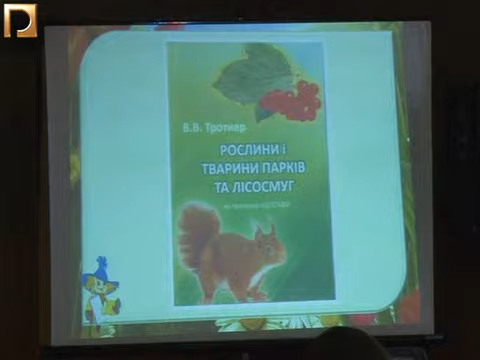 В.В. Тротнер
РОСЛИНИ і
ТВАРИНИ ПАРКІВ
ТА ЛІСОСМУГ